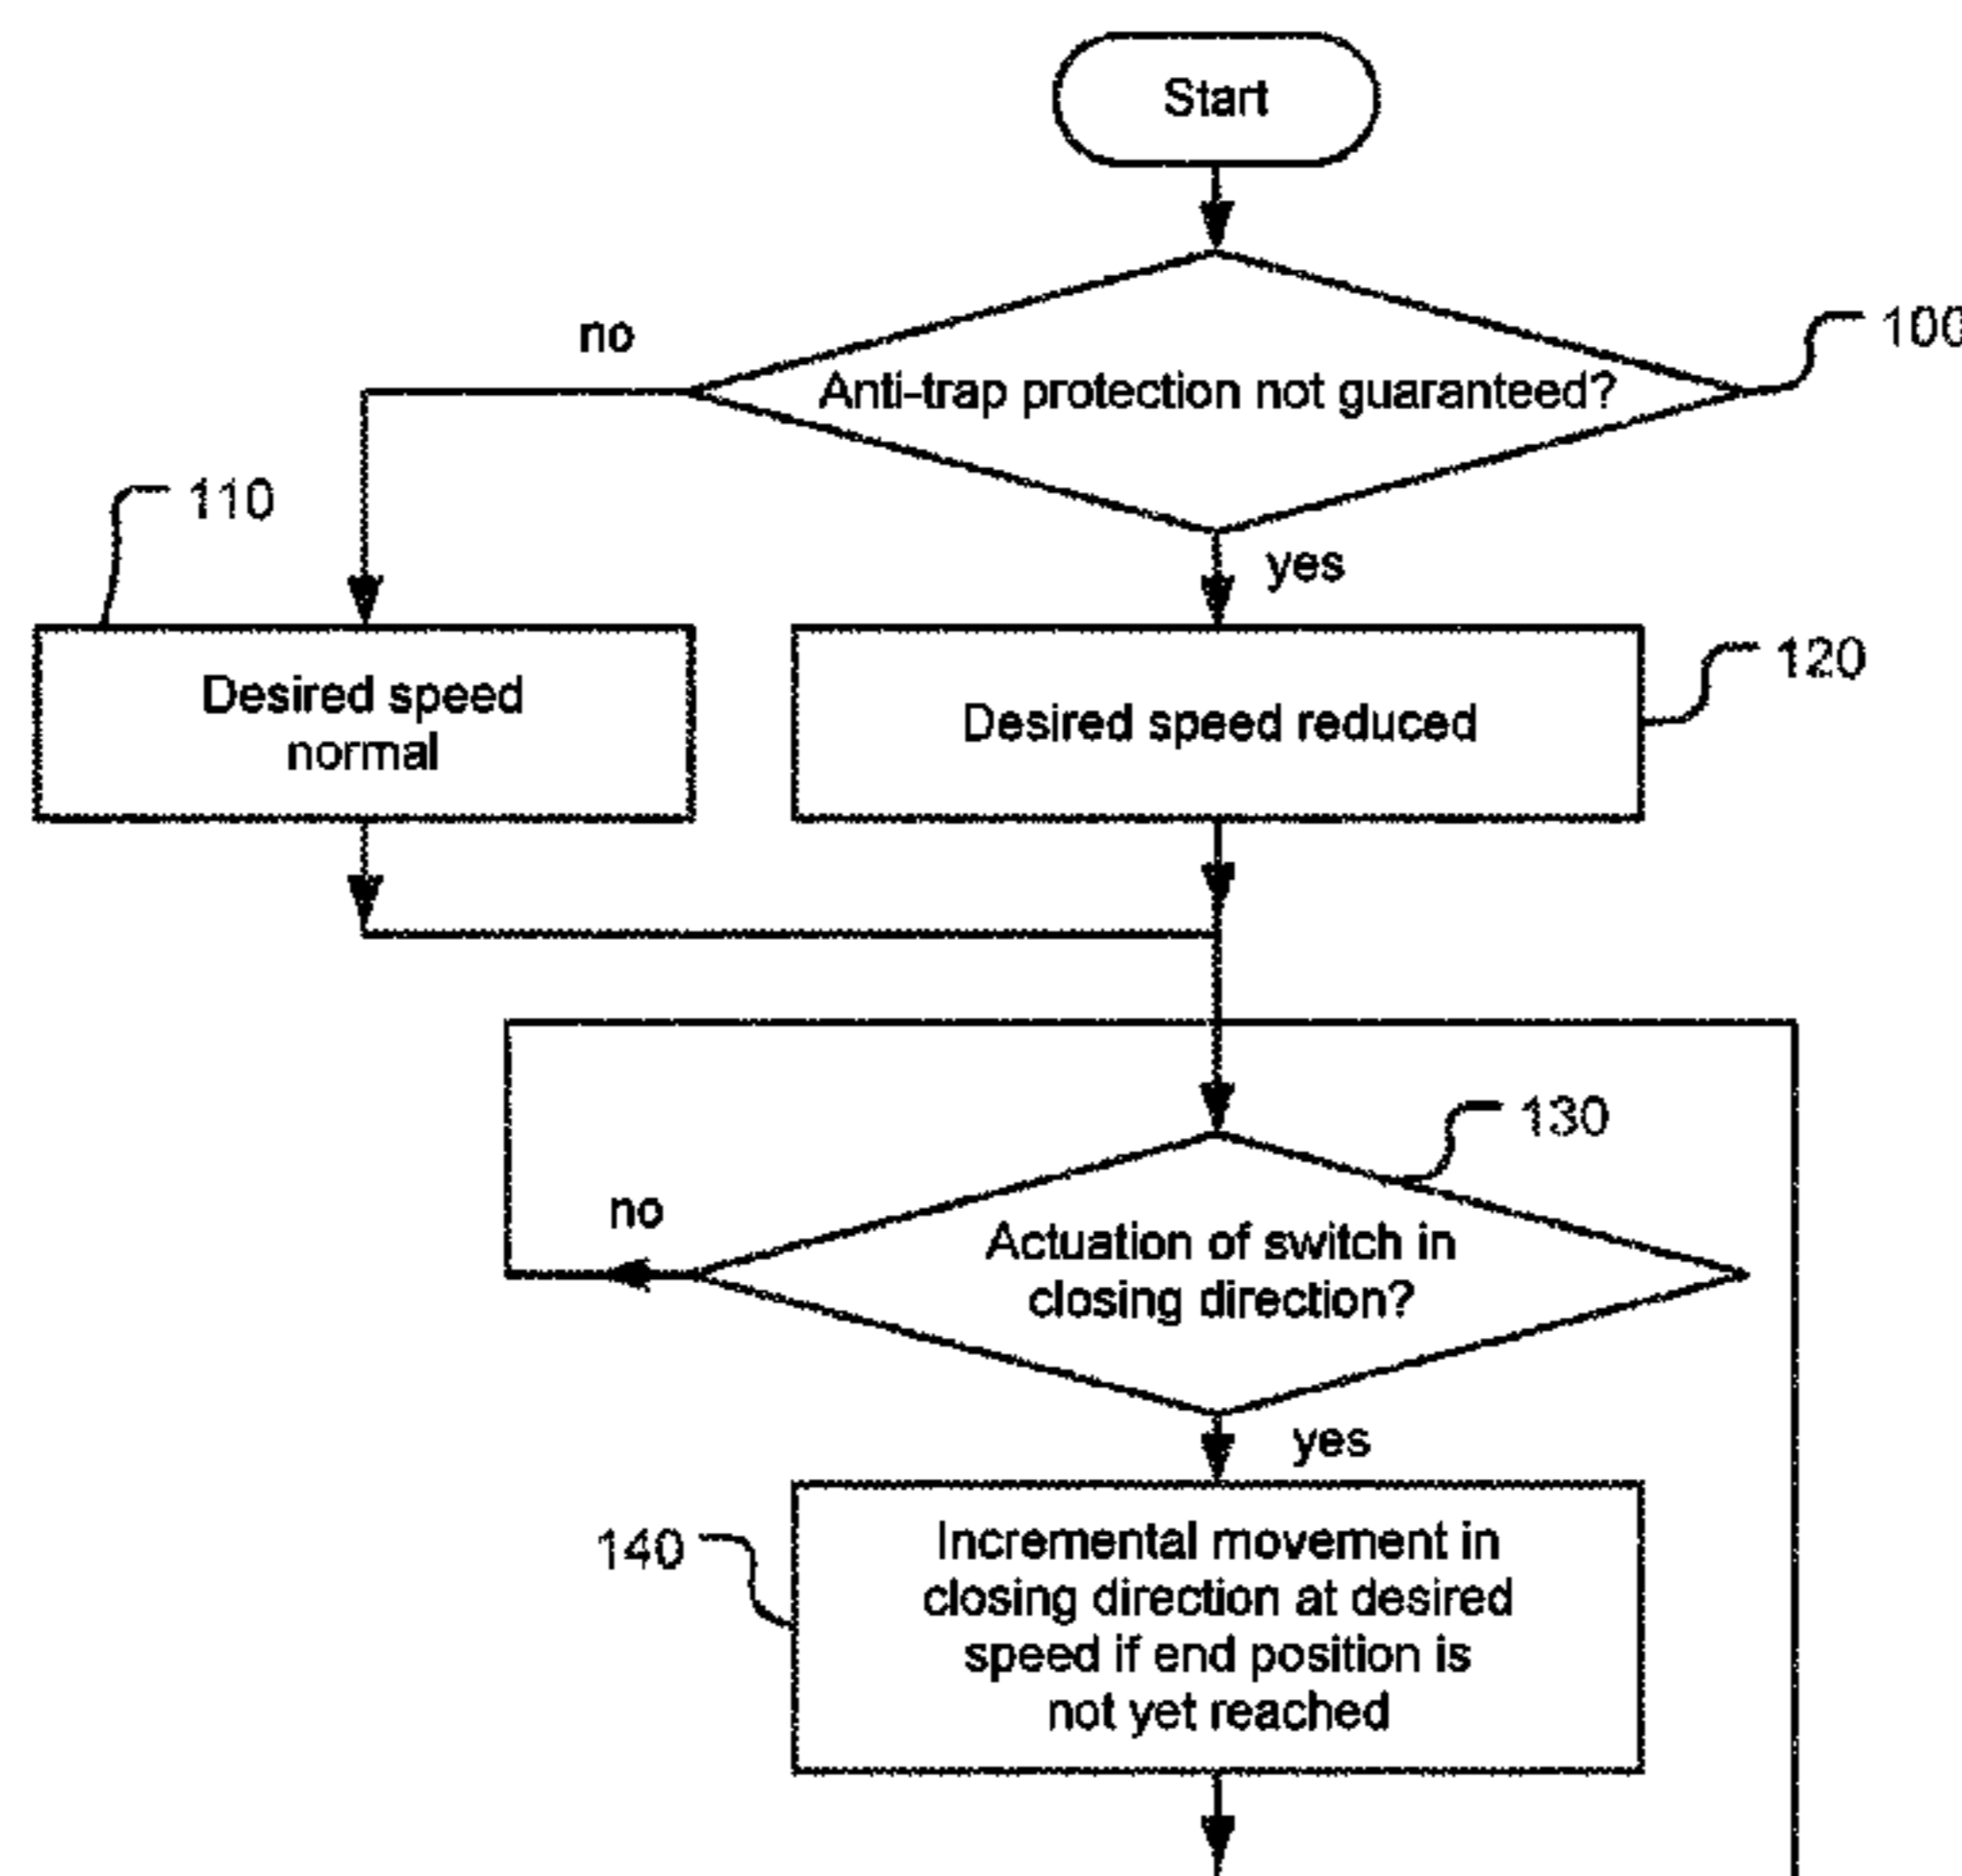 Start
no
Anti-trap protection not guaranteed?
100
110
yes
120
Desired speed
normal
Desired speed reduced
130
no
Actuation of switch in
closing direction?
yes
140
Incremental movement in
closing direction at desired
speed if end position is
not yet reached